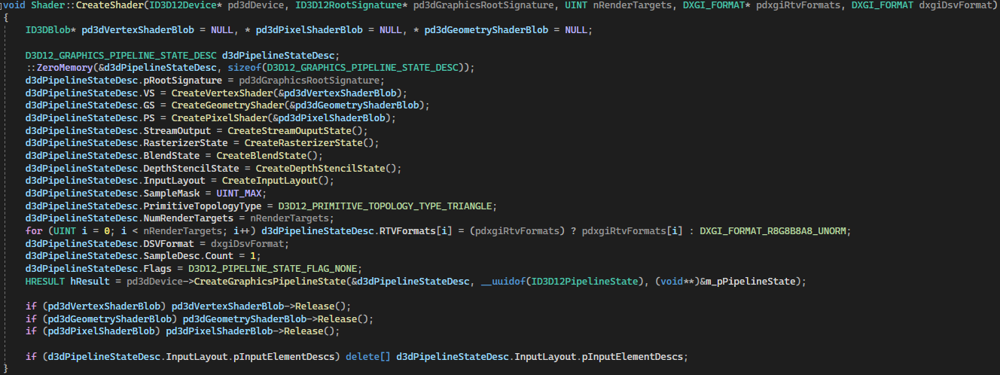 void Shader::CreateShader(ID3D12Device* pd3dDevice, ID3D12RootSignature* pd3dGraphicsRootSignature, UINT nRenderTargets, DXGI_FORMAT* pdxgiRtvFormats, DXGI_FORMAT dxgiDsvFormat)
{
    ID3DBlob* pd3dVertexShaderBlob = NULL, * pd3dPixelShaderBlob = NULL, * pd3dGeometryShaderBlob = NULL;

    D3D12_GRAPHICS_PIPELINE_STATE_DESC d3dPipelineStateDesc;
    ::ZeroMemory(&d3dPipelineStateDesc, sizeof(D3D12_GRAPHICS_PIPELINE_STATE_DESC));
    d3dPipelineStateDesc.pRootSignature = pd3dGraphicsRootSignature;
    d3dPipelineStateDesc.VS = CreateVertexShader(&pd3dVertexShaderBlob);
    d3dPipelineStateDesc.GS = CreateGeometryShader(&pd3dGeometryShaderBlob);
    d3dPipelineStateDesc.PS = CreatePixelShader(&pd3dPixelShaderBlob);
    d3dPipelineStateDesc.StreamOutput = CreateStreamOuputState();
    d3dPipelineStateDesc.RasterizerState = CreateRasterizerState();
    d3dPipelineStateDesc.BlendState = CreateBlendState();
    d3dPipelineStateDesc.DepthStencilState = CreateDepthStencilState();
    d3dPipelineStateDesc.InputLayout = CreateInputLayout();
    d3dPipelineStateDesc.SampleMask = UINT_MAX;
    d3dPipelineStateDesc.PrimitiveTopologyType = D3D12_PRIMITIVE_TOPOLOGY_TYPE_TRIANGLE;
    d3dPipelineStateDesc.NumRenderTargets = nRenderTargets;
    for (UINT i = 0; i < nRenderTargets; i++) d3dPipelineStateDesc.RTVFormats[i] = (pdxgiRtvFormats) ? pdxgiRtvFormats[i] : DXGI_FORMAT_R8G8B8A8_UNORM;
    d3dPipelineStateDesc.DSVFormat = dxgiDsvFormat;
    d3dPipelineStateDesc.SampleDesc.Count = 1;
    d3dPipelineStateDesc.Flags = D3D12_PIPELINE_STATE_FLAG_NONE;
    HRESULT hResult = pd3dDevice->CreateGraphicsPipelineState(&d3dPipelineStateDesc, __uuidof(ID3D12PipelineState), (void**)&m_pPipelineState);

    if (pd3dVertexShaderBlob) pd3dVertexShaderBlob->Release();
    if (pd3dGeometryShaderBlob) pd3dGeometryShaderBlob->Release();
    if (pd3dPixelShaderBlob) pd3dPixelShaderBlob->Release();

    if (d3dPipelineStateDesc.InputLayout.pInputElementDescs) delete[] d3dPipelineStateDesc.InputLayout.pInputElementDescs;
}